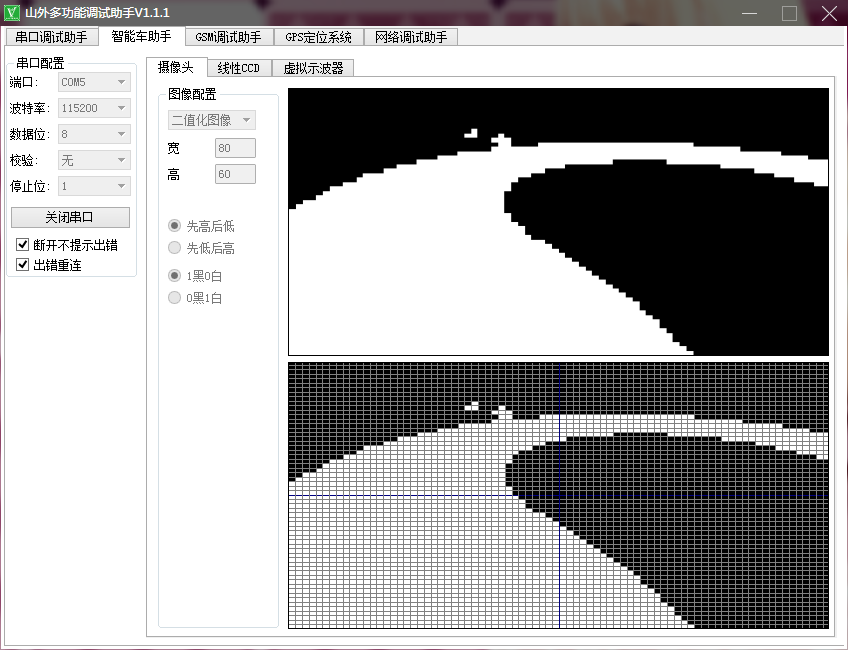 山外多功能调试助手V1.1.1
串口调试助手 智能车助手 GSM调试助手 GPS定位系统 网络调试助手
串口配置
端口: COM5
波特率: 115200
数据位: 8
校验: 无
停止位: 1
关闭串口
断开不提示出错
出错重连
摄像头 线性CCD 虚拟示波器
图像配置
二值化图像
宽 80
高 60
先高后低
先低后高
1黑0白
0黑1白